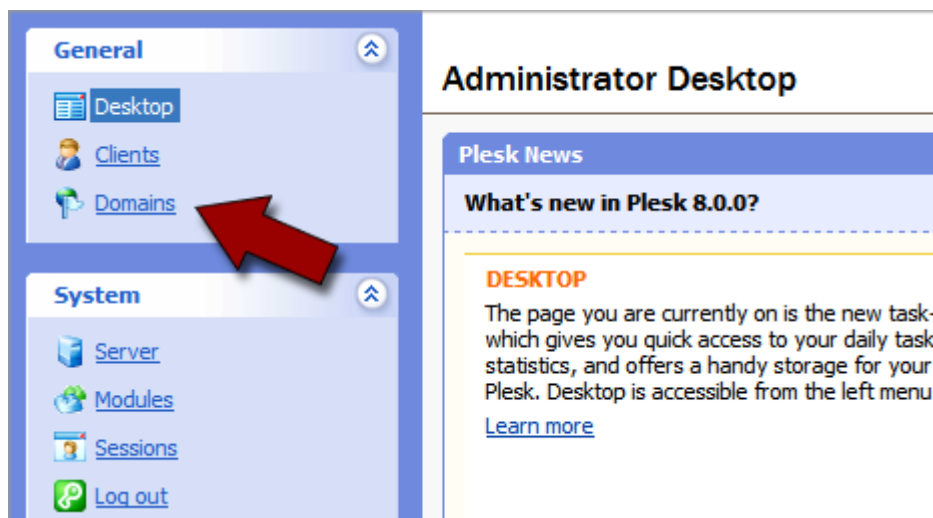 General
Desktop
Clients
Domains
System
Server
Modules
Sessions
Log out
Administrator Desktop
Plesk News
What's new in Plesk 8.0.0?
DESKTOP
The page you are currently on is the new task-
which gives you quick access to your daily task
statistics, and offers a handy storage for your
Plesk. Desktop is accessible from the left menu
Learn more